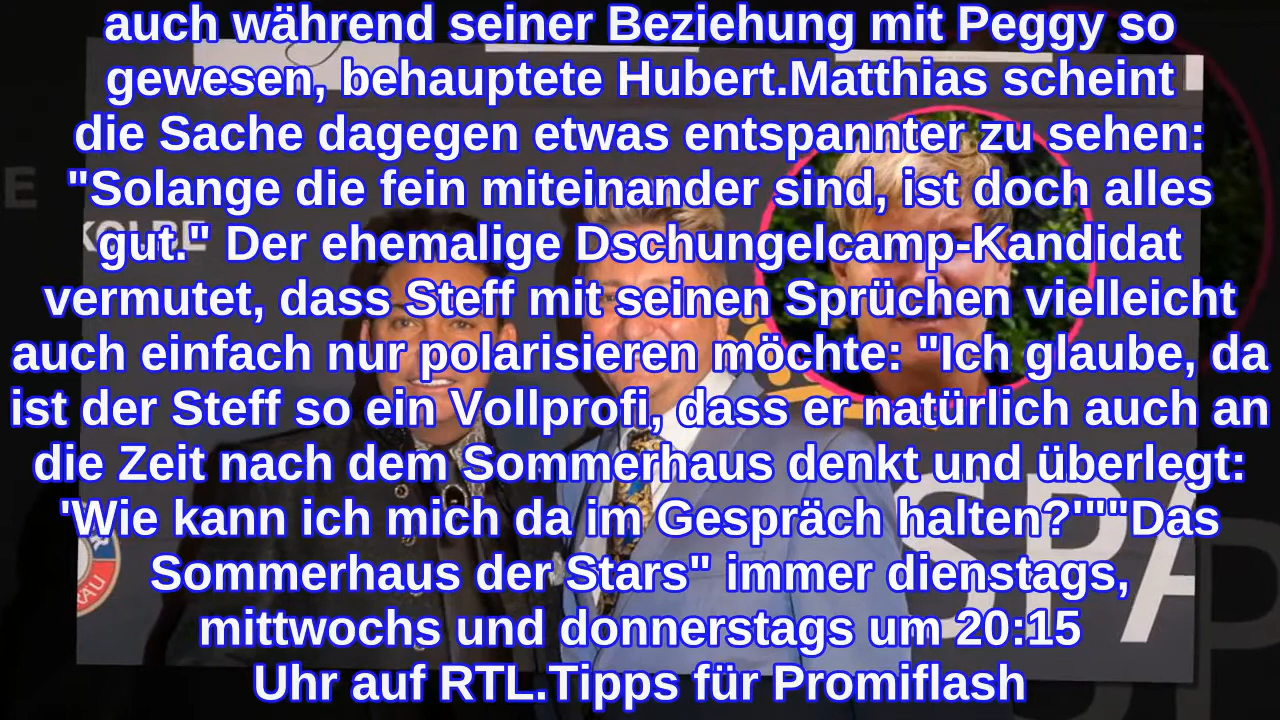 auch während seiner Beziehung mit Peggy so
gewesen, behauptete Hubert.Matthias scheint
die Sache dagegen etwas entspannter zu sehen:
"Solange die fein miteinander sind, ist doch alles
gut." Der ehemalige Dschungelcamp-Kandidat
vermutet, dass Steff mit seinen Sprüchen vielleicht
auch einfach nur polarisieren möchte: "Ich glaube, da
ist der Steff so ein Vollprofi, dass er natürlich auch an
die Zeit nach dem Sommerhaus denkt und überlegt:
'Wie kann ich mich da im Gespräch halten?'""Das
Sommerhaus der Stars" immer dienstags,
mittwochs und donnerstags um 20:15
Uhr auf RTL.Tipps für Promiflash